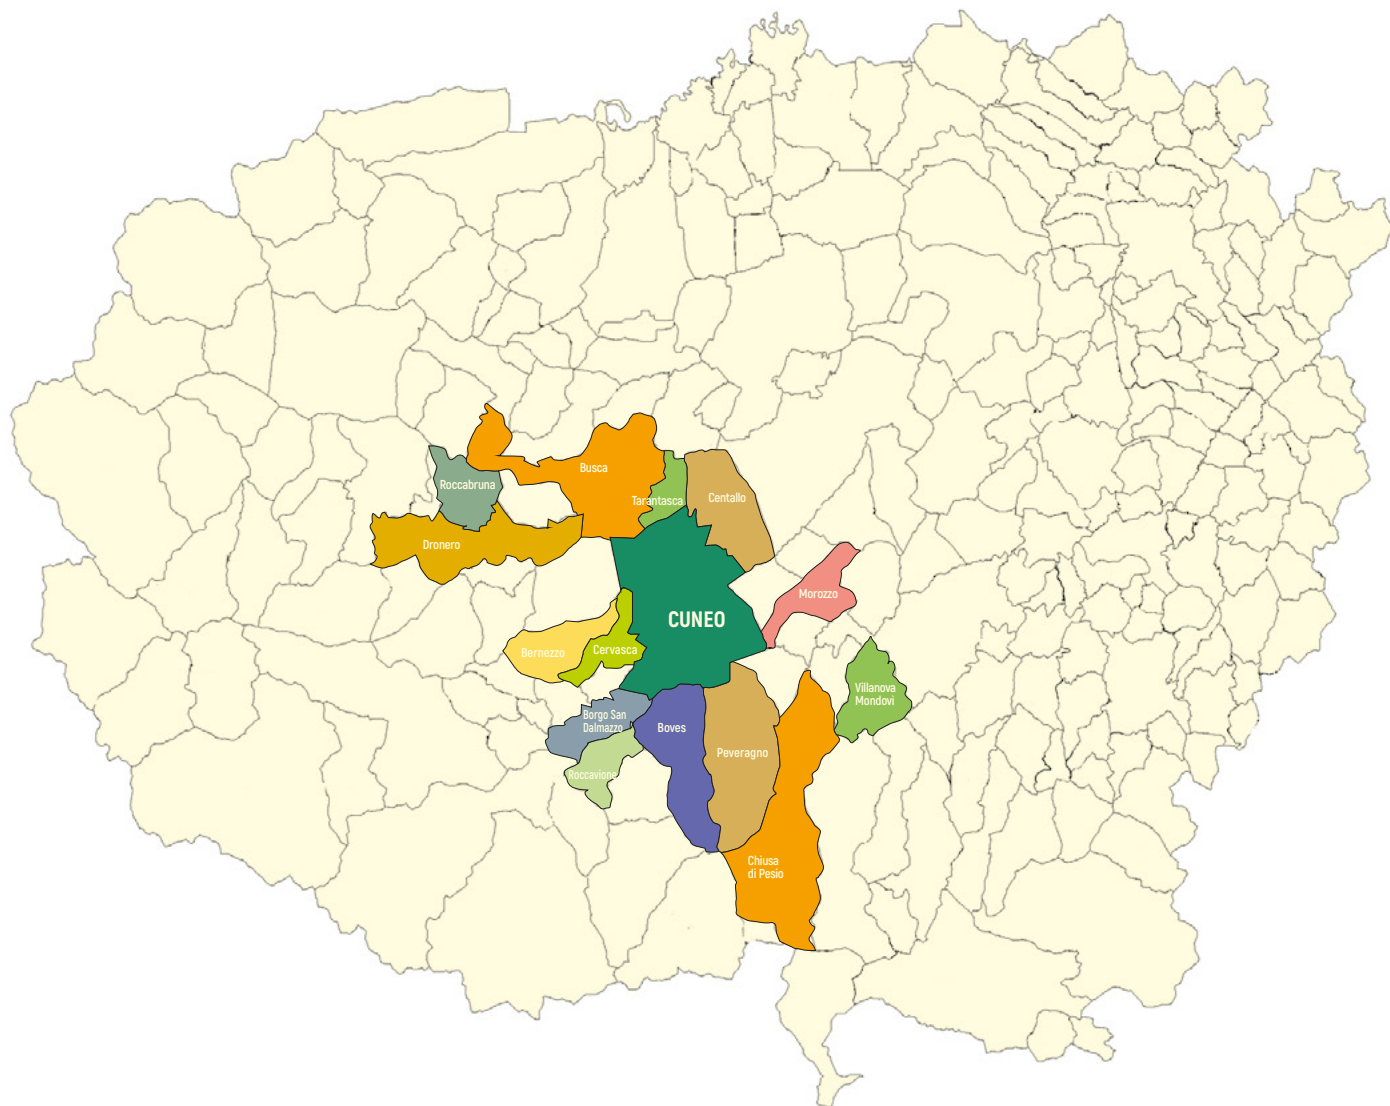 Busca
Roccabruna
Tarantasca
Centallo
Dronero
Morozzo
CUNEO
Bernezzo
Cervasca
Villanova
Mondovì
Borgo San
Dalmazzo
Boves
Peveragno
Roccavione
Chiusa
di Pesio